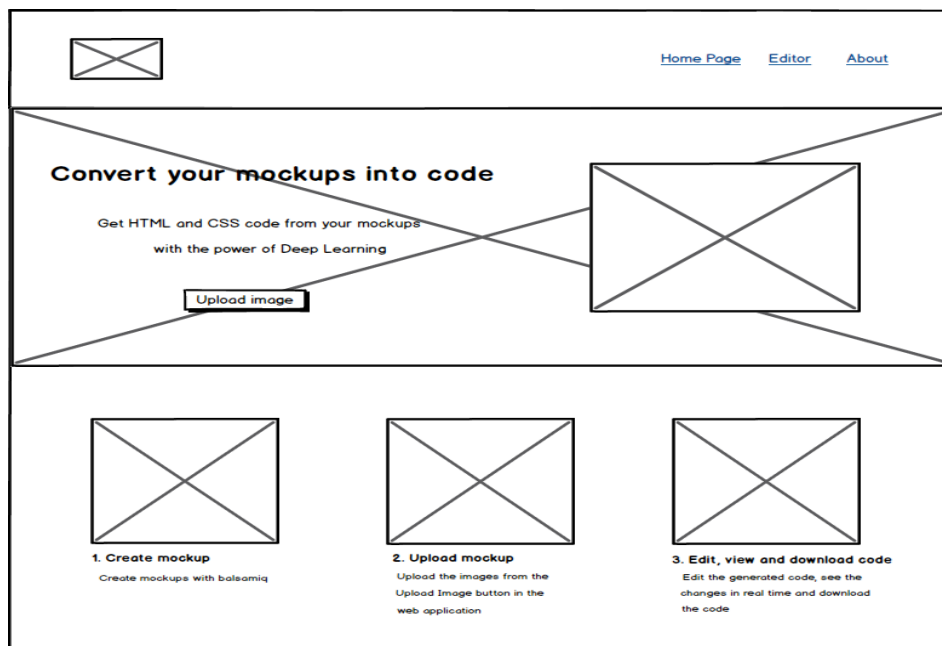 Home Page Editor About
Convert your mockups into code
Get HTML and CSS code from your mockups
with the power of Deep Learning
Upload image
1. Create mockup
Create mockups with balsamiq
2. Upload mockup
Upload the images from the
Upload Image button in the
web application
3. Edit, view and download code
Edit the generated code, see the
changes in real time and download
the code